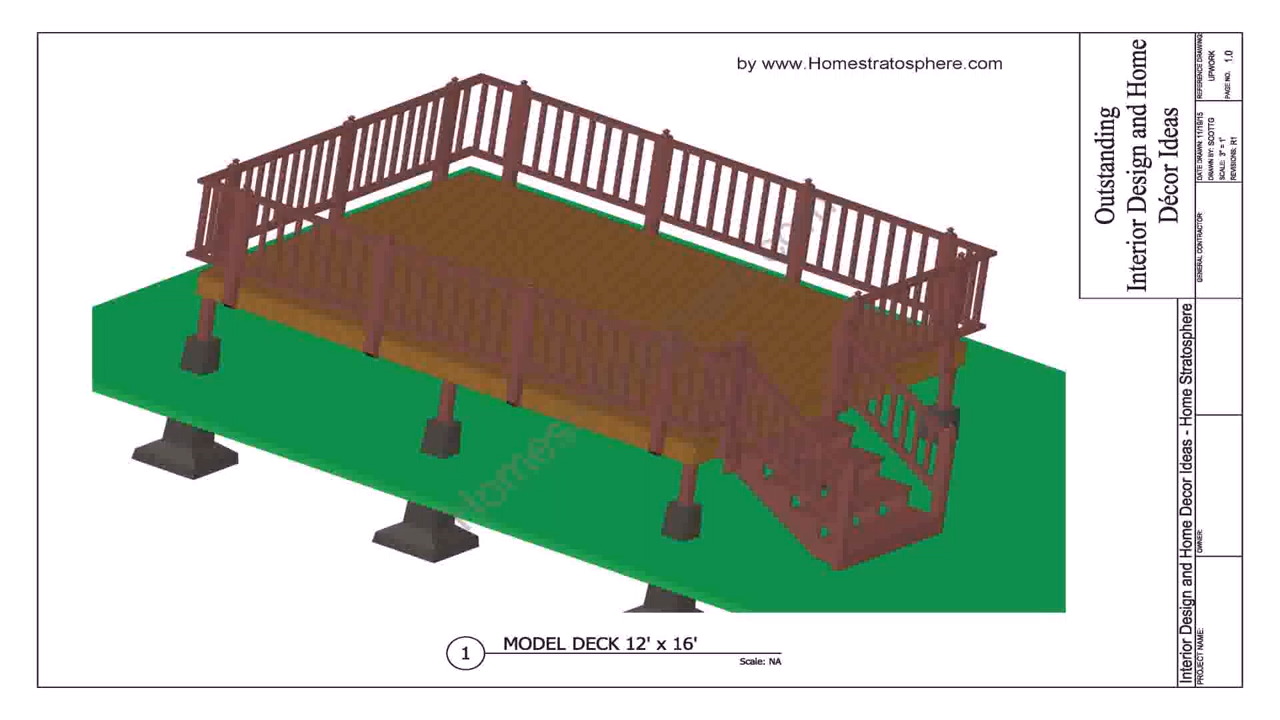 by www.Homestratosphere.com
Outstanding
Interior Design and Home
Décor Ideas
REFERENCE DRAWING:
UPWORK
PAGE NO. 1.0
DATE DRAWN: 11/19/15
DRAWN BY: SCOTTG
SCALE: 3" = 1'
REVISIONS: R1
GENERAL CONTRACTOR:
OWNER:
PROJECT NAME:
Interior Design and Home Decor Ideas - Home Stratosphere
1
MODEL DECK 12' x 16'
Scale: NA